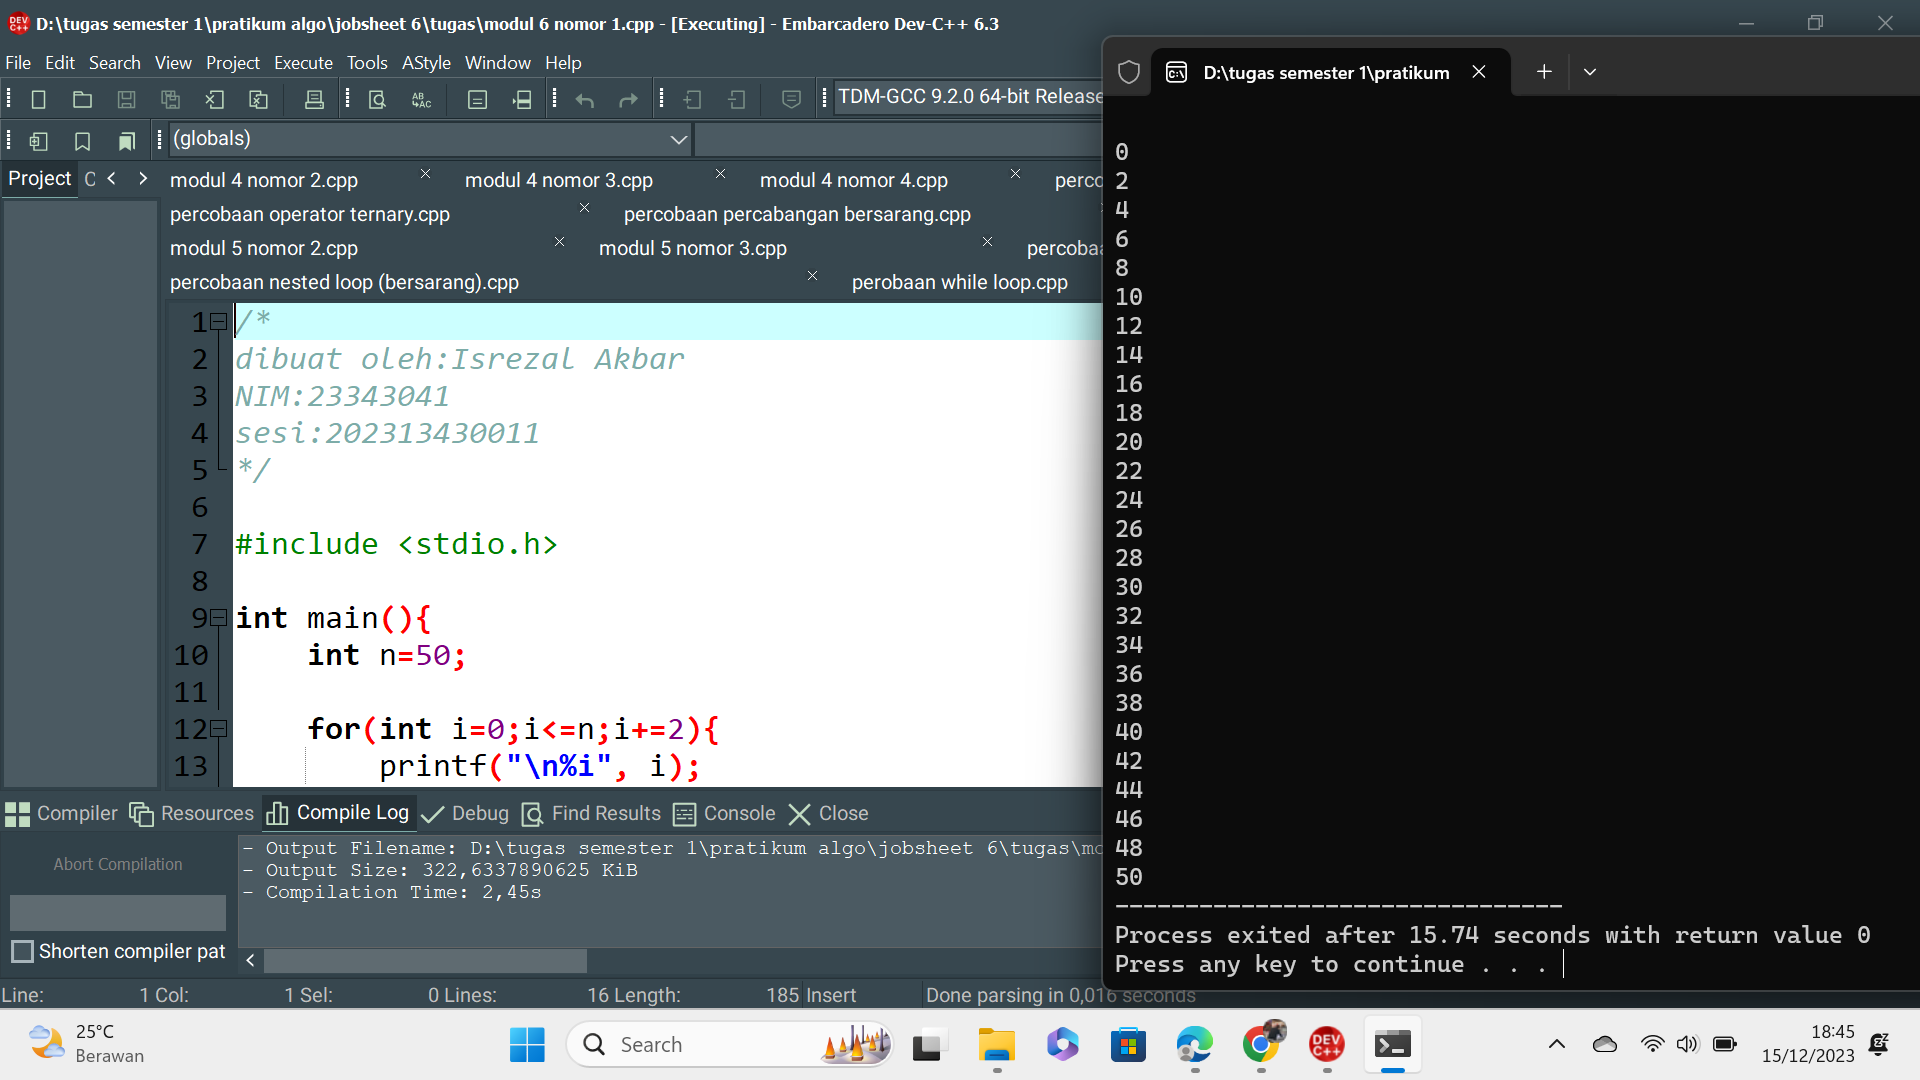 D:\tugas semester 1\pratikum algo\jobsheet 6\tugas\modul 6 nomor 1.cpp - [Executing] - Embarcadero Dev-C++ 6.3
File Edit Search View Project Execute Tools AStyle Window Help
TDM-GCC 9.2.0 64-bit Release
(globals)
Project
modul 4 nomor 2.cpp modul 4 nomor 3.cpp modul 4 nomor 4.cpp perco
percobaan operator ternary.cpp percobaan percabangan bersarang.cpp
modul 5 nomor 2.cpp modul 5 nomor 3.cpp percoba
percobaan nested loop (bersarang).cpp perobaan while loop.cpp
1 /*
2 dibuat oleh:Isrezal Akbar
3 NIM:23343041
4 sesi:202313430011
5 */
6
7 #include <stdio.h>
8
9 int main(){
10 int n=50;
11
12 for(int i=0;i<=n;i+=2){
13 printf("\n%i", i);
Compiler Resources Compile Log Debug Find Results Console Close
Abort Compilation
Shorten compiler pat
- Output Filename: D:\tugas semester 1\pratikum algo\jobsheet 6\tugas\mo
- Output Size: 322,6337890625 KiB
- Compilation Time: 2,45s
Line: 1 Col: 1 Sel: 0 Lines: 16 Length: 185 Insert Done parsing in 0,016 seconds
D:\tugas semester 1\pratikum
0
2
4
6
8
10
12
14
16
18
20
22
24
26
28
30
32
34
36
38
40
42
44
46
48
50
--------------------------------
Process exited after 15.74 seconds with return value 0
Press any key to continue . . .
25°C
Berawan
Search
DEV C++
18:45
15/12/2023